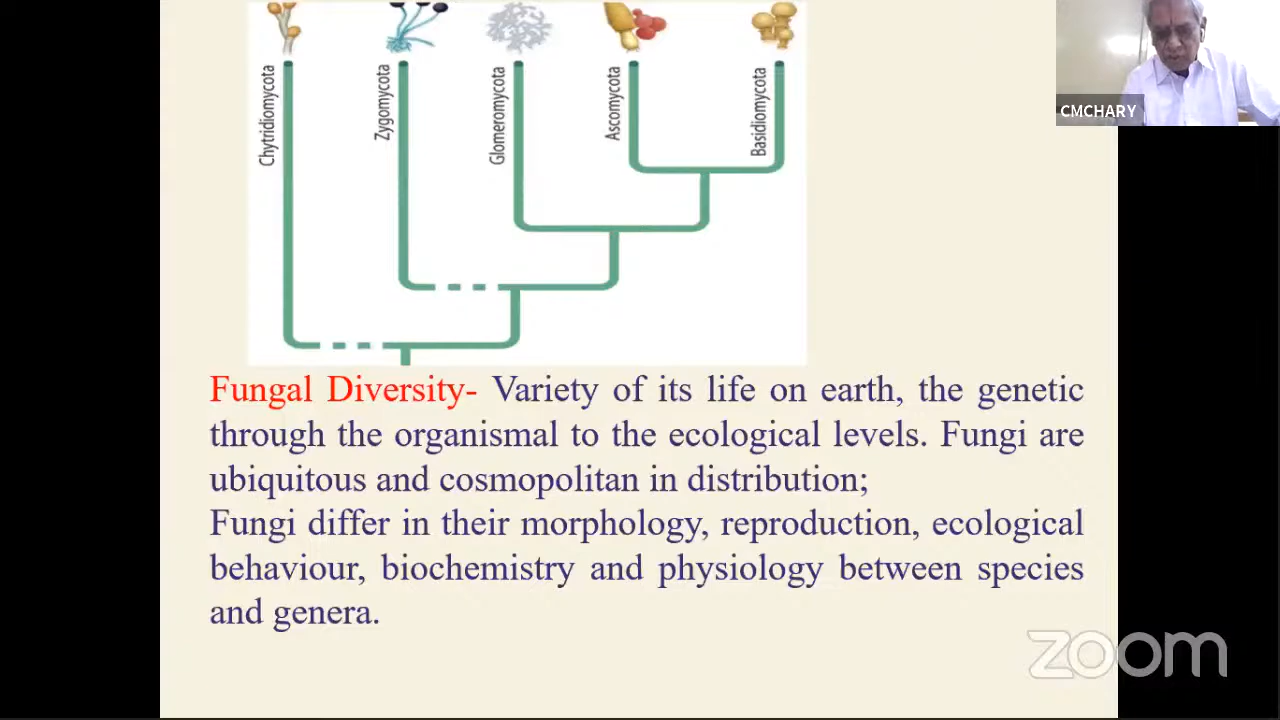 Chytridiomycota
Zygomycota
Glomeromycota
Ascomycota
Basidiomycota
CMCHARY
Fungal Diversity- Variety of its life on earth, the genetic
through the organismal to the ecological levels. Fungi are
ubiquitous and cosmopolitan in distribution;
Fungi differ in their morphology, reproduction, ecological
behaviour, biochemistry and physiology between species
and genera.
zoom